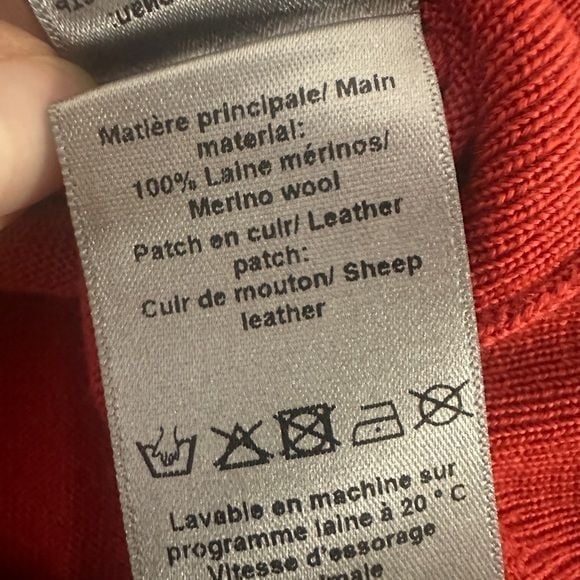 Matière principale/ Main
material:
100% Laine mérinos/
Merino wool
Patch en cuir/ Leather
patch:
Cuir de mouton/ Sheep
leather
Lavable en machine sur
programme laine à 20 ° C
Vitesse d'essorage